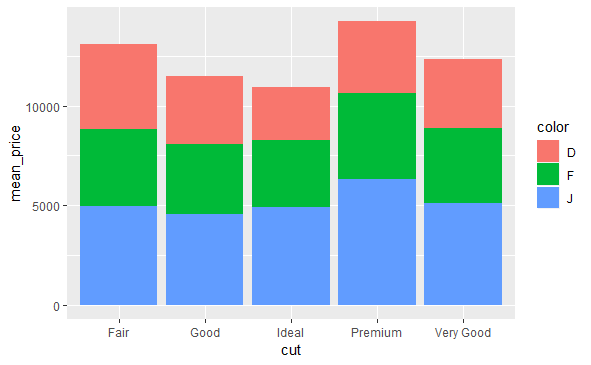 mean_price
10000
5000
0
Fair
Good
Ideal
Premium
Very Good
cut
color
D
F
J